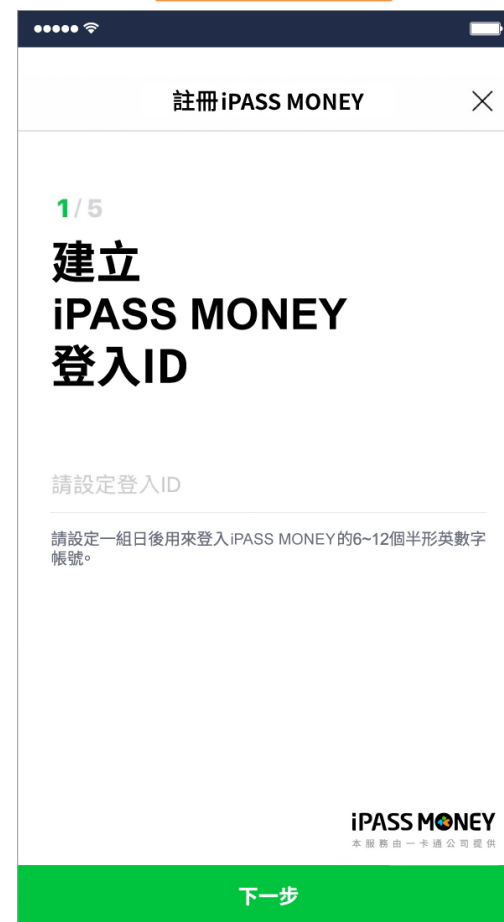 註冊iPASS MONEY
1/5
建立
iPASS MONEY
登入ID
請設定登入ID
請設定一組日後用來登入iPASS MONEY的6~12個半形英數字
帳號。
iPASS MONEY
本服務由一卡通公司提供
下一步